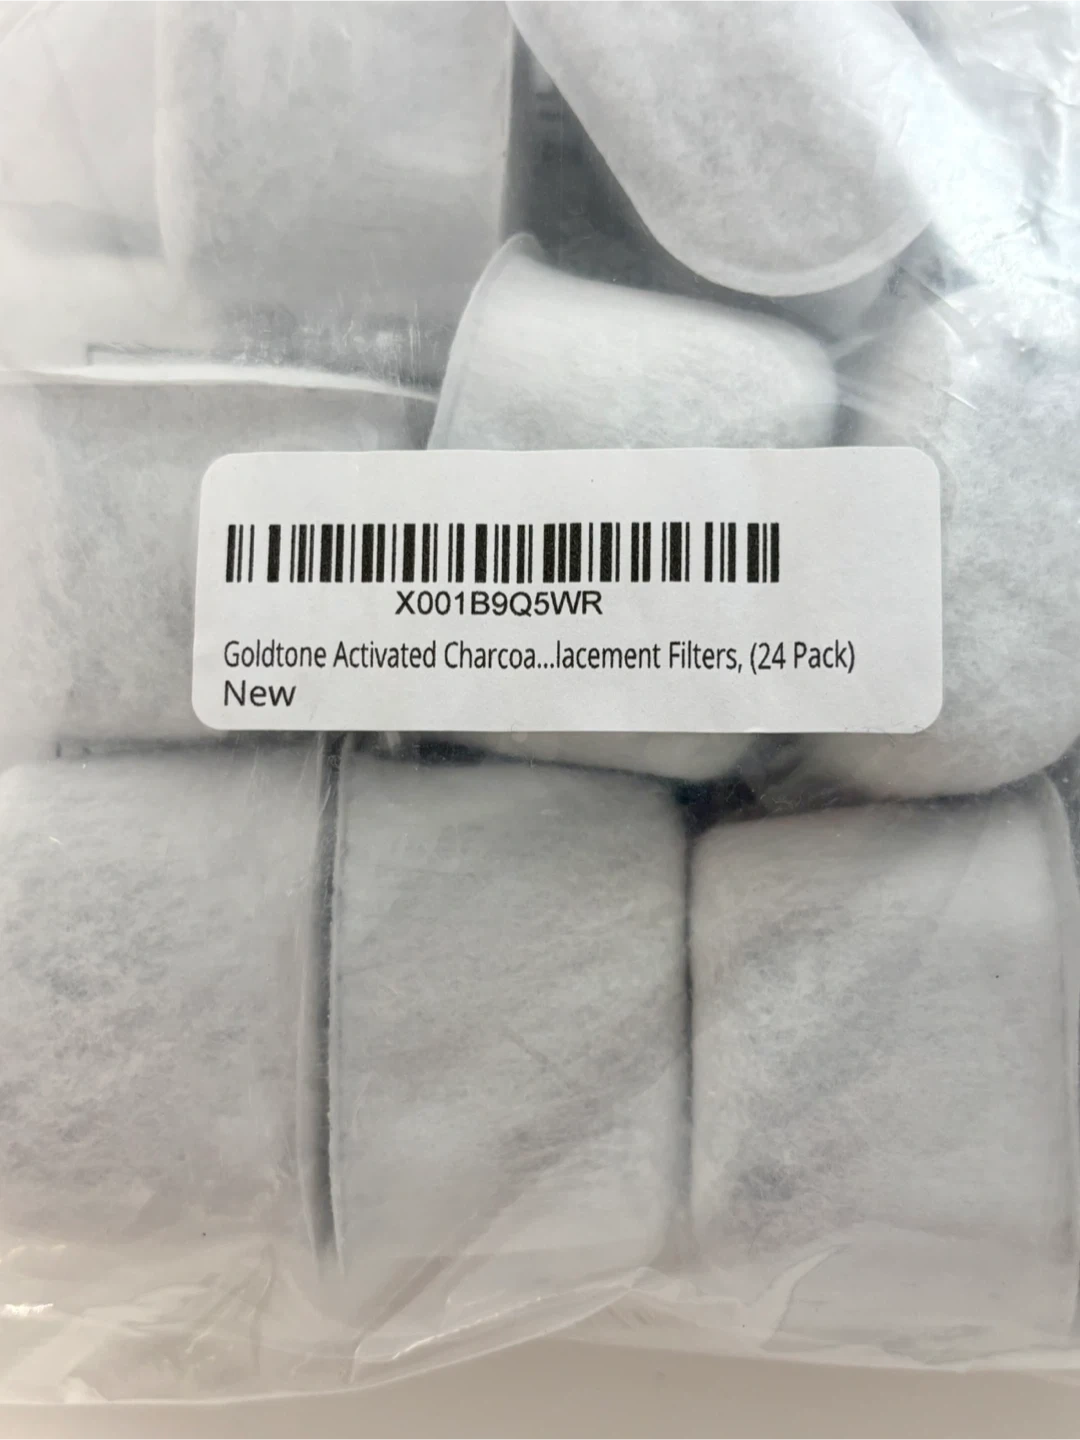 X001B9Q5WR
Goldtone Activated Charcoa...lacement Filters, (24 Pack)
New